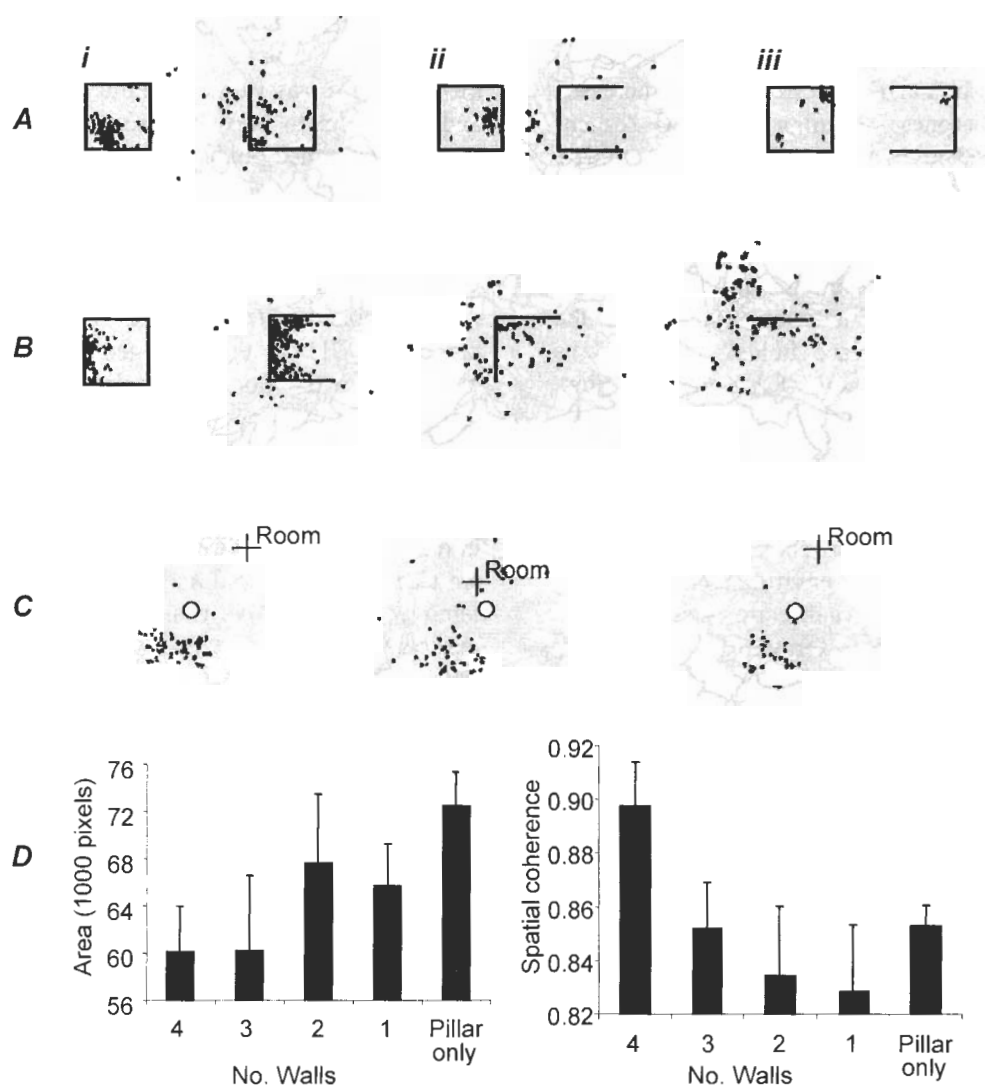 i
ii
iii
A
B
C
Room
Room
Room
D
Area (1000 pixels)
76
72
68
64
60
56
4
3
2
1
Pillar only
No. Walls
Spatial coherence
0.92
0.90
0.88
0.86
0.84
0.82
4
3
2
1
Pillar only
No. Walls